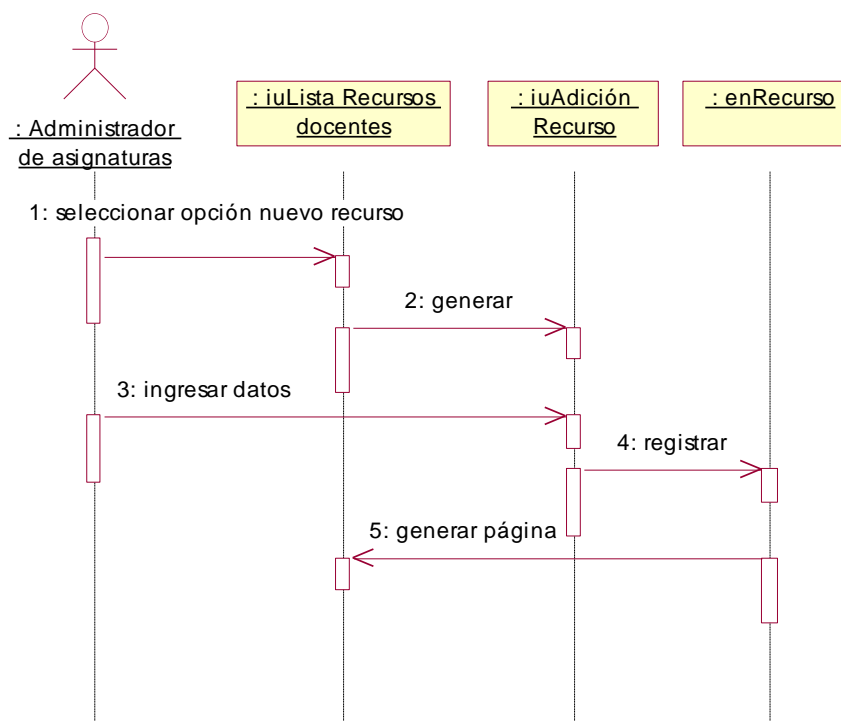 : Administrador
de asignaturas
: iuLista Recursos
docentes
: iuAdición
Recurso
: enRecurso
1: seleccionar opción nuevo recurso
2: generar
3: ingresar datos
4: registrar
5: generar página